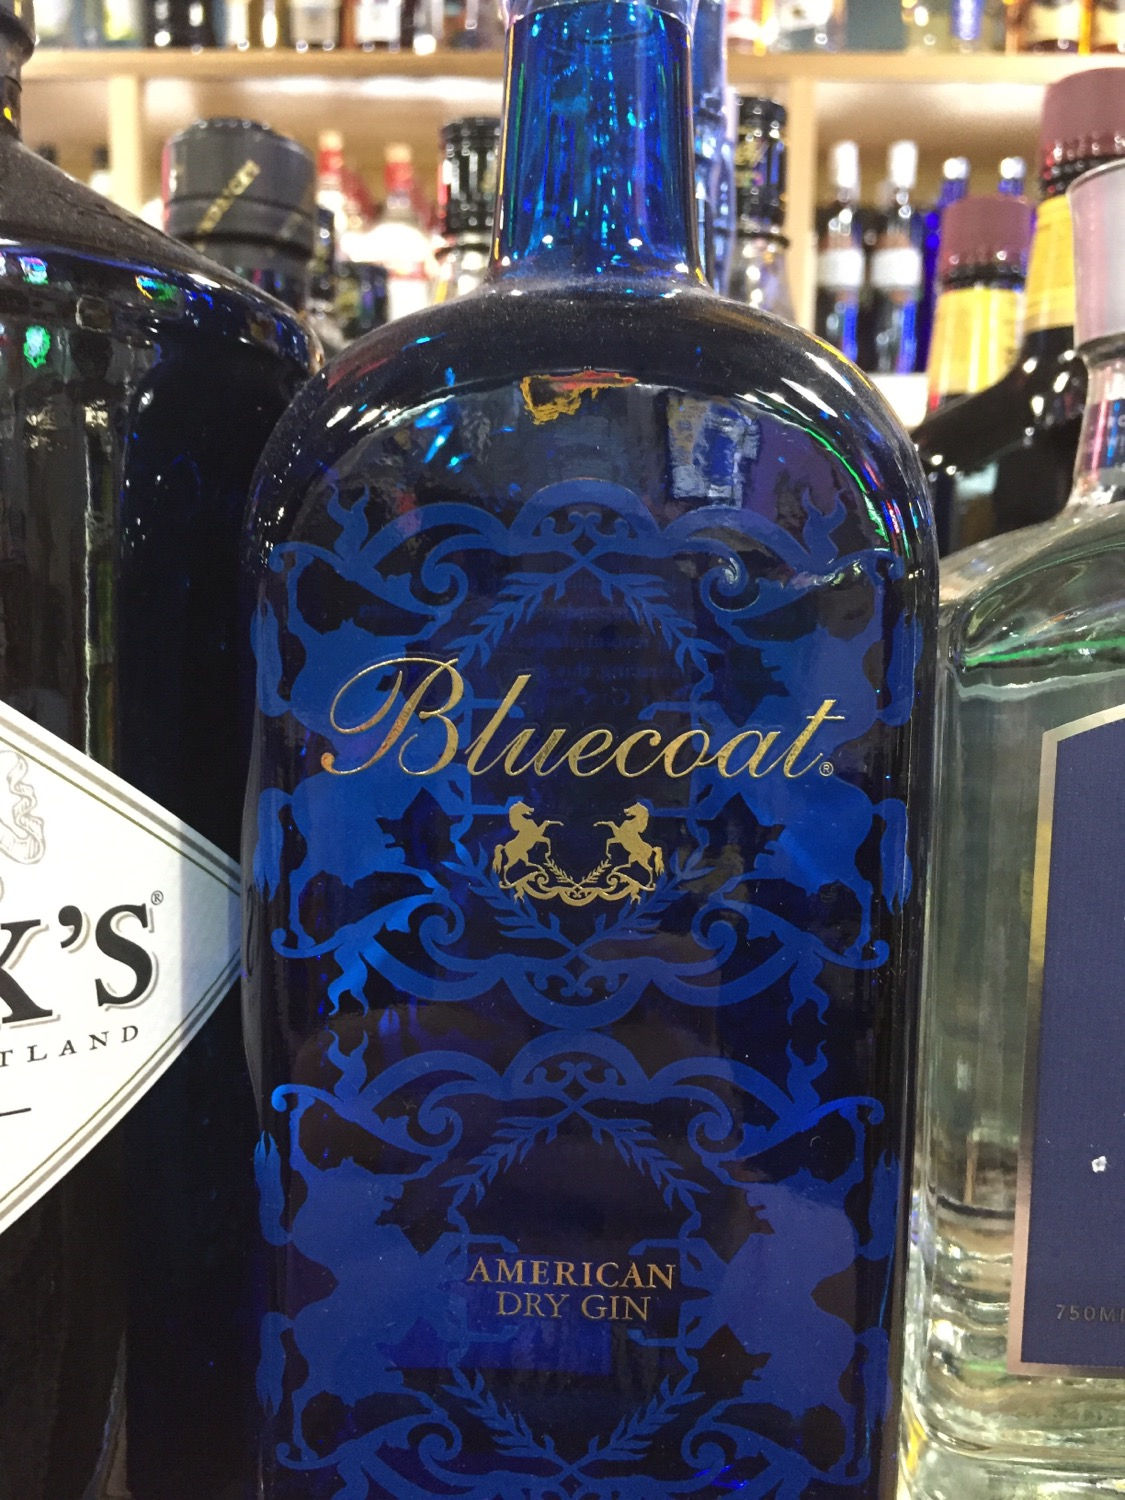 Bluecoat®
AMERICAN
DRY GIN
K'S®
TLAND
750M